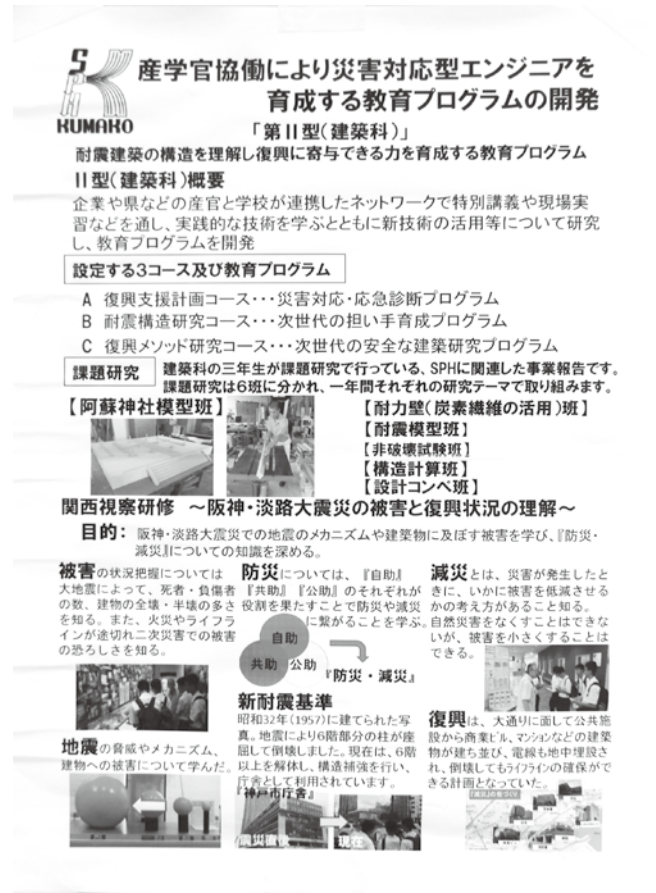 SPH
KUMAKO
産学官協働により災害対応型エンジニアを
育成する教育プログラムの開発
「第Ⅱ型(建築科)」
耐震建築の構造を理解し復興に寄与できる力を育成する教育プログラム
Ⅱ型(建築科)概要
企業や県などの産官と学校が連携したネットワークで特別講義や現場実
習などを通し、実践的な技術を学ぶとともに新技術の活用等について研究
し、教育プログラムを開発
設定する3コース及び教育プログラム
A 復興支援計画コース・・・災害対応・応急診断プログラム
B 耐震構造研究コース・・・次世代の担い手育成プログラム
C 復興メソッド研究コース・・・次世代の安全な建築研究プログラム
課題研究
建築科の三年生が課題研究で行っている、SPHに関連した事業報告です。
課題研究は6班に分かれ、一年間それぞれの研究テーマで取り組みます。
【阿蘇神社模型班】
【耐力壁(炭素繊維の活用)班】
【耐震模型班】
【非破壊試験班】
【構造計算班】
【設計コンペ班】
関西視察研修 ～阪神・淡路大震災の被害と復興状況の理解～
目的： 阪神・淡路大震災での地震のメカニズムや建築物に及ぼす被害を学び、『防災・
減災』についての知識を深める。
被害の状況把握については
大地震によって、死者・負傷者
の数、建物の全壊・半壊の多さ
を知る。また、火災やライフラ
インが途切れ二次災害での被害
の恐ろしさを知る。
地震の脅威やメカニズム、
建物への被害について学んだ。
防災については、『自助』
『共助』『公助』のそれぞれが
役割を果たすことで防災や減災
に繋がることを学ぶ。
自助
共助
公助
『防災・減災』
新耐震基準
昭和32年(1957)に建てられた写
真。地震により6階部分の柱が座
屈して倒壊しました。現在は、6階
以上を解体し、構造補強を行い、
庁舎として利用されています。
『神戸市庁舎』
震災直後
現在
減災とは、災害が発生したと
きに、いかに被害を低減させる
かの考え方があること知る。
自然災害をなくすことはできな
いが、被害を小さくすることは
できる。
復興は、大通りに面して公共施
設から商業ビル、マンションなどの建築
物が建ち並び、電線も地中埋設さ
れ、倒壊してもライフラインの確保がで
きる計画となっていた。